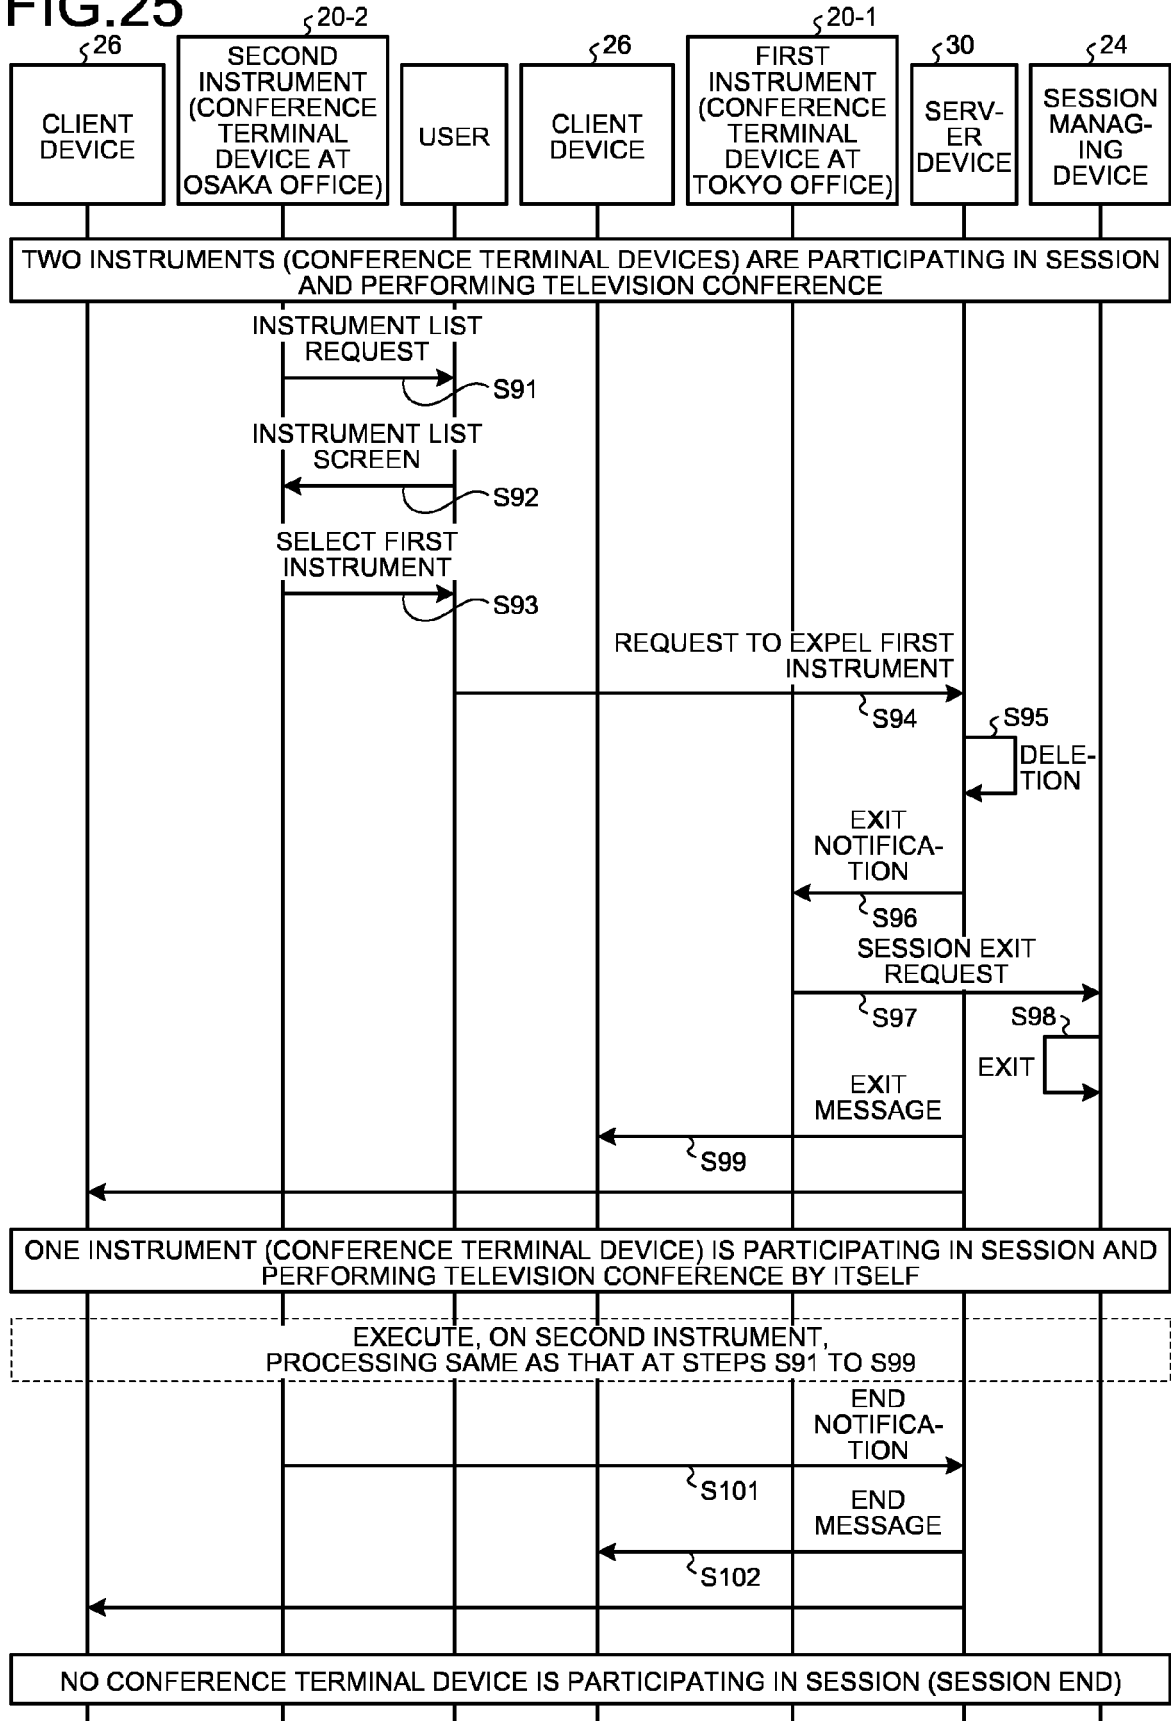 FIG.25
26
20-2
26
20-1
30
24
CLIENT
DEVICE
SECOND
INSTRUMENT
(CONFERENCE
TERMINAL
DEVICE AT
OSAKA OFFICE)
USER
CLIENT
DEVICE
FIRST
INSTRUMENT
(CONFERENCE
TERMINAL
DEVICE AT
TOKYO OFFICE)
SERV-
ER
DEVICE
SESSION
MANAG-
ING
DEVICE
TWO INSTRUMENTS (CONFERENCE TERMINAL DEVICES) ARE PARTICIPATING IN SESSION
AND PERFORMING TELEVISION CONFERENCE
INSTRUMENT LIST
REQUEST
S91
INSTRUMENT LIST
SCREEN
S92
SELECT FIRST
INSTRUMENT
S93
REQUEST TO EXPEL FIRST
INSTRUMENT
S94
S95
DELE-
TION
EXIT
NOTIFICA-
TION
S96
SESSION EXIT
REQUEST
S97
S98
EXIT
EXIT
MESSAGE
S99
ONE INSTRUMENT (CONFERENCE TERMINAL DEVICE) IS PARTICIPATING IN SESSION AND
PERFORMING TELEVISION CONFERENCE BY ITSELF
EXECUTE, ON SECOND INSTRUMENT,
PROCESSING SAME AS THAT AT STEPS S91 TO S99
END
NOTIFICA-
TION
S101
END
MESSAGE
S102
NO CONFERENCE TERMINAL DEVICE IS PARTICIPATING IN SESSION (SESSION END)